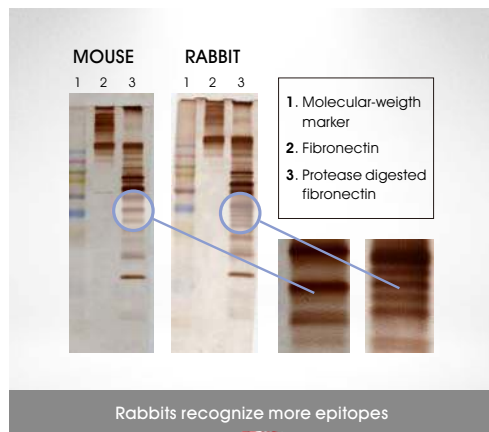 MOUSE RABBIT
1 2 3 1 2 3
1. Molecular-weigth
marker
2. Fibronectin
3. Protease digested
fibronectin
Rabbits recognize more epitopes